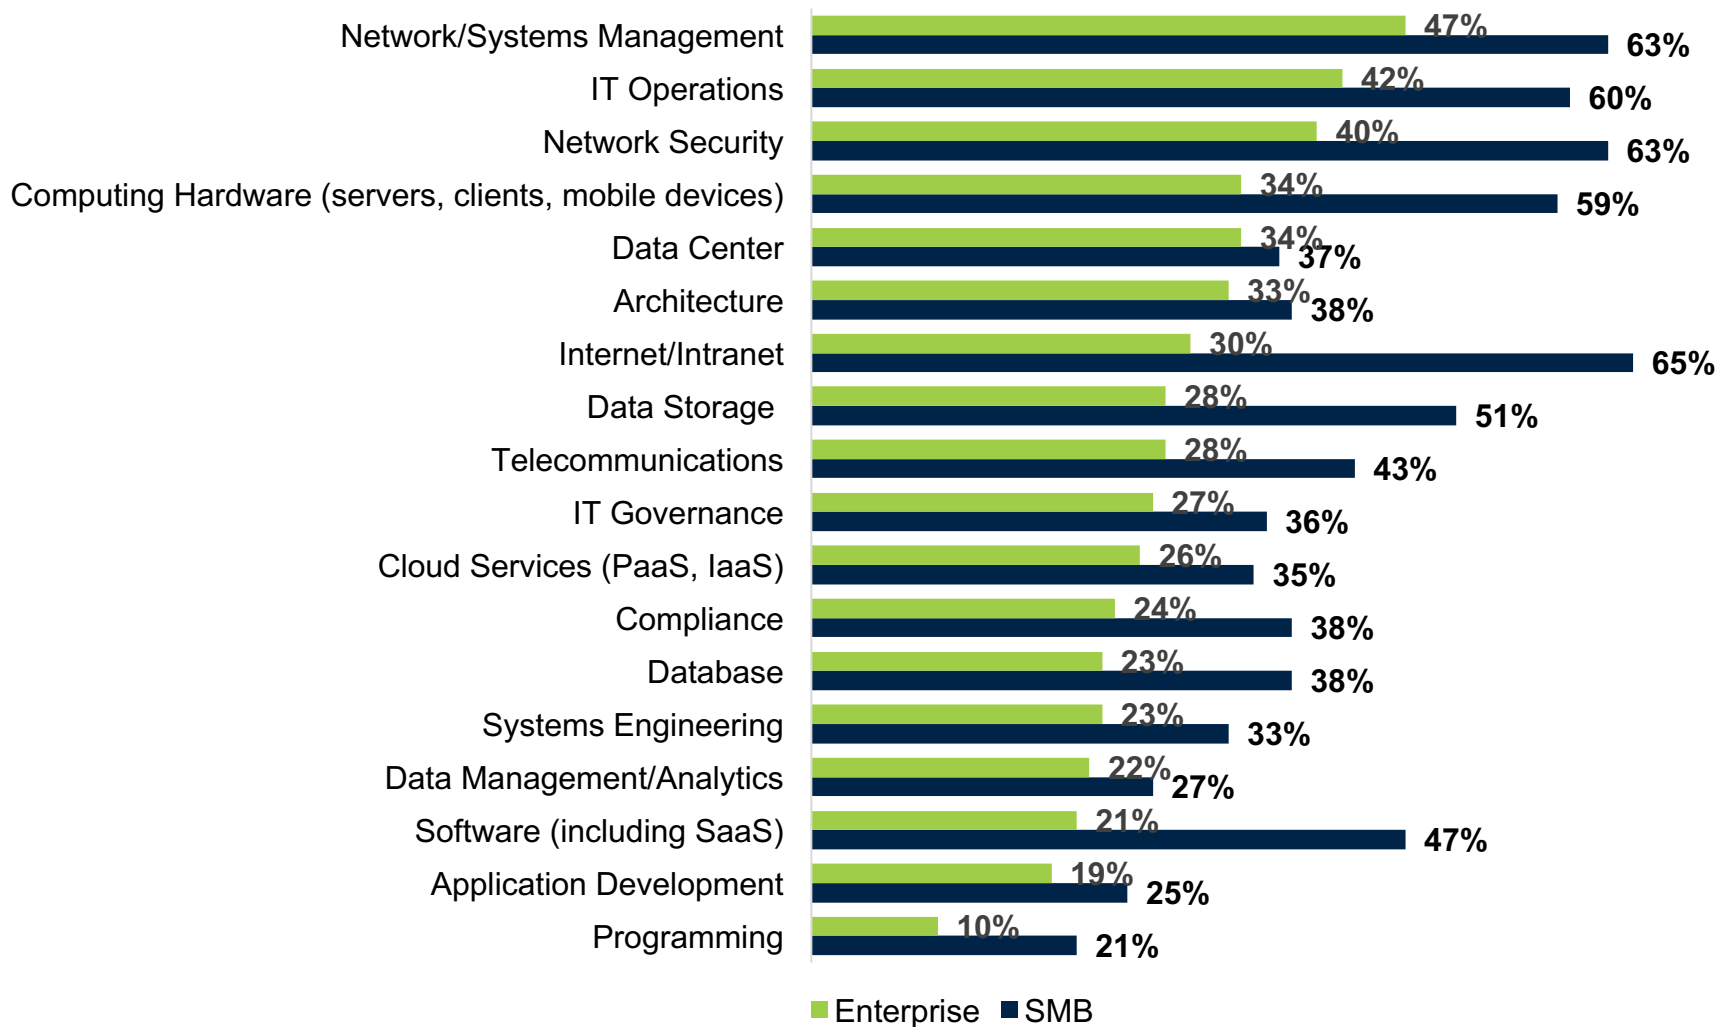 Network/Systems Management 47% 63%
IT Operations 42% 60%
Network Security 40% 63%
Computing Hardware (servers, clients, mobile devices) 34% 59%
Data Center 34% 37%
Architecture 33% 38%
Internet/Intranet 30% 65%
Data Storage 28% 51%
Telecommunications 28% 43%
IT Governance 27% 36%
Cloud Services (PaaS, IaaS) 26% 35%
Compliance 24% 38%
Database 23% 38%
Systems Engineering 23% 33%
Data Management/Analytics 22% 27%
Software (including SaaS) 21% 47%
Application Development 19% 25%
Programming 10% 21%
Enterprise SMB